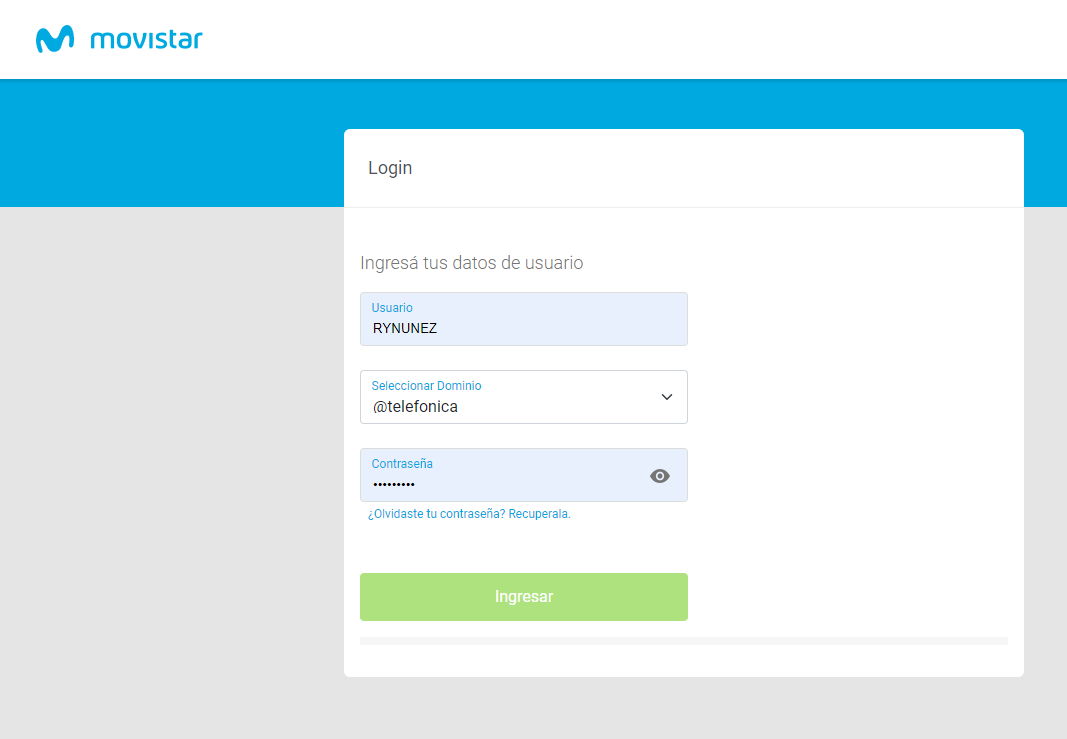 movistar
Login
Ingresá tus datos de usuario
Usuario
RYNUNEZ
Seleccionar Dominio
@telefonica
Contraseña
•••••••••
¿Olvidaste tu contraseña? Recuperala.
Ingresar